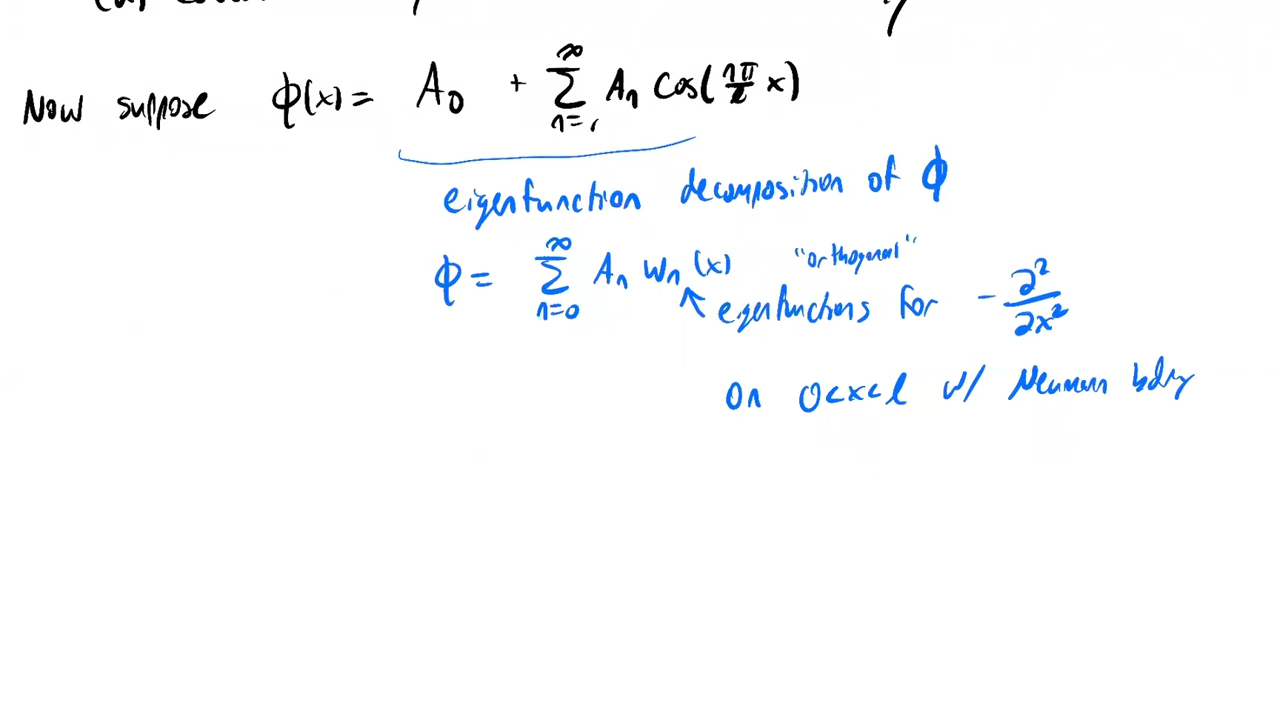 Now suppose ϕ(x) = A₀ + ∑_{n=1}^{∞} Aₙ cos(nπ/l x)
eigenfunction decomposition of ϕ
ϕ = ∑_{n=0}^{∞} Aₙ wₙ(x) "orthogonal"
eigenfunctions for -∂²/∂x²
on 0<x<l w/ Neumann bdry